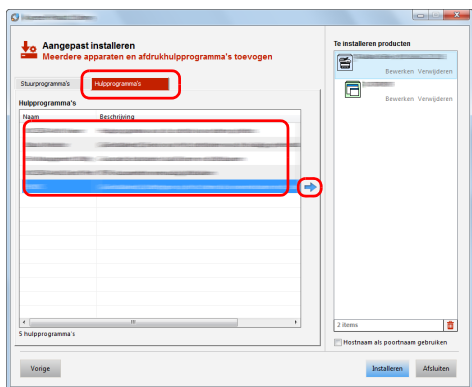 Aangepast installeren
Meerdere apparaten en afdrukhulpprogramma's toevogen
Stuurprogramma's
Hulpprogramma's
Hulpprogramma's
Naam Beschrijving
5 hulpprogramma's
Te installeren producten
Bewerken Verwijderen
Bewerken Verwijderen
2 items
Hostnaam als poortnaam gebruiken
Vorige
Installeren
Afsluiten